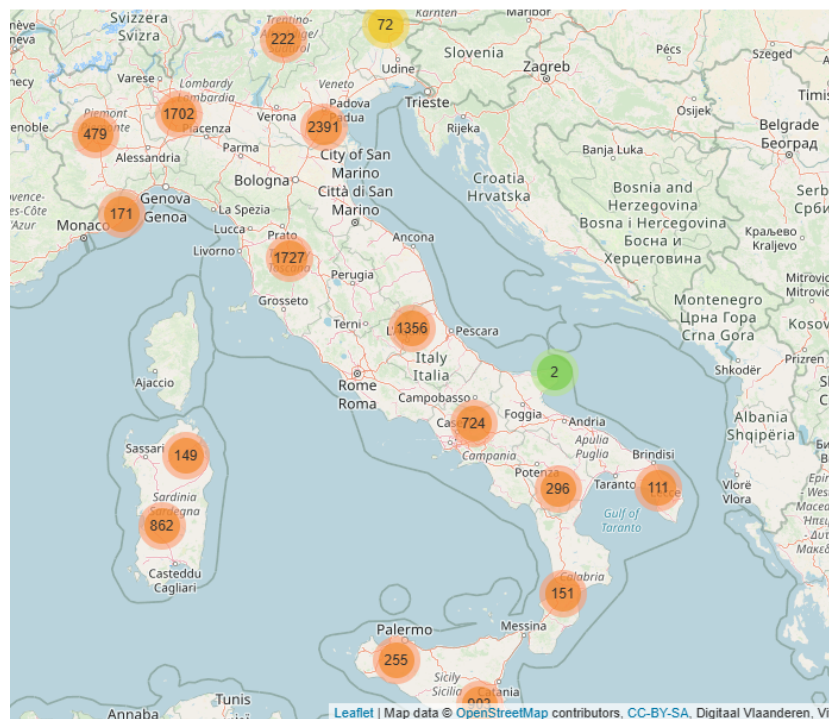 Svizzera
Svizra
Trentino-
222
Kärnten
72
Maribor
Udine
Slovenia
Zagreb
Pécs
Szeged
Varese
Lombardy
Lombardia
1702
Piacenza
Veneto
Verona
Padova
Padua
2391
Trieste
Rijeka
Osijek
479
Alessandria
Parma
Bologna
City of San
Marino
Città di San
Marino
Croatia
Hrvatska
Banja Luka
Belgrade
Београд
Bosnia and
Herzegovina
Bosna i Hercegovina
Босна и
Херцеговина
171
Genova
Genoa
Monaco
La Spezia
Lucca
Livorno
Prato
1727
Ancona
Краљево
Kraljevo
Perugia
Grosseto
Terni
1356
Pescara
Italy
Italia
Montenegro
Црна Гора
Crna Gora
Ajaccio
Rome
Roma
2
Prizren
Shkodër
Campobasso
724
Foggia
Andria
Campania
Apulia
Puglia
Albania
Shqipëria
Sassari
149
Sardinia
Sardegna
862
Casteddu
Cagliari
Potenza
296
Taranto
Brindisi
111
Lecce
Gulf of
Taranto
Vlorë
Vlora
Calabria
151
Messina
Palermo
255
Sicily
Sicilia
Catania
Tunis
Annaba
Leaflet | Map data © OpenStreetMap contributors, CC-BY-SA, Digitaal Vlaanderen,